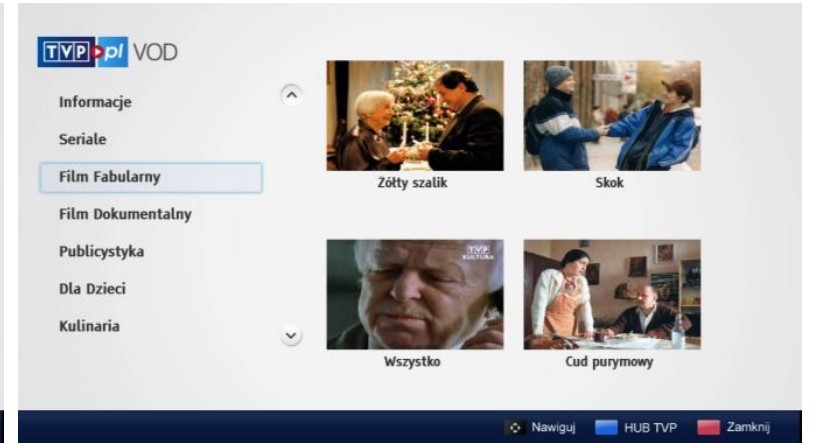 TVP pl VOD
Informacje
Seriale
Film Fabularny
Film Dokumentalny
Publicystyka
Dla Dzieci
Kulinaria
Żółty szalik
Skok
TVP
KULTURA
Wszystko
Cud purymowy
Nawiguj
HUB TVP
Zamknij